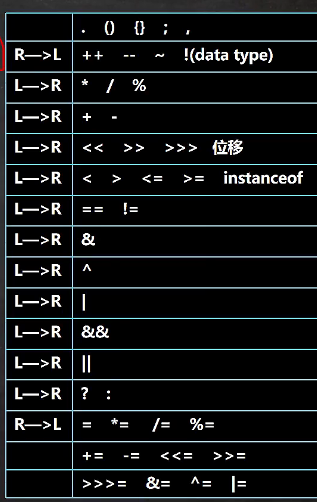 . () {} ; ,
R—>L ++ -- ~ !(data type)
L—>R * / %
L—>R + -
L—>R << >> >>> 位移
L—>R < > <= >= instanceof
L—>R == !=
L—>R &
L—>R ^
L—>R |
L—>R &&
L—>R ||
L—>R ? :
R—>L = *= /= %=
+= -= <<= >>=
>>>= &= ^= |=